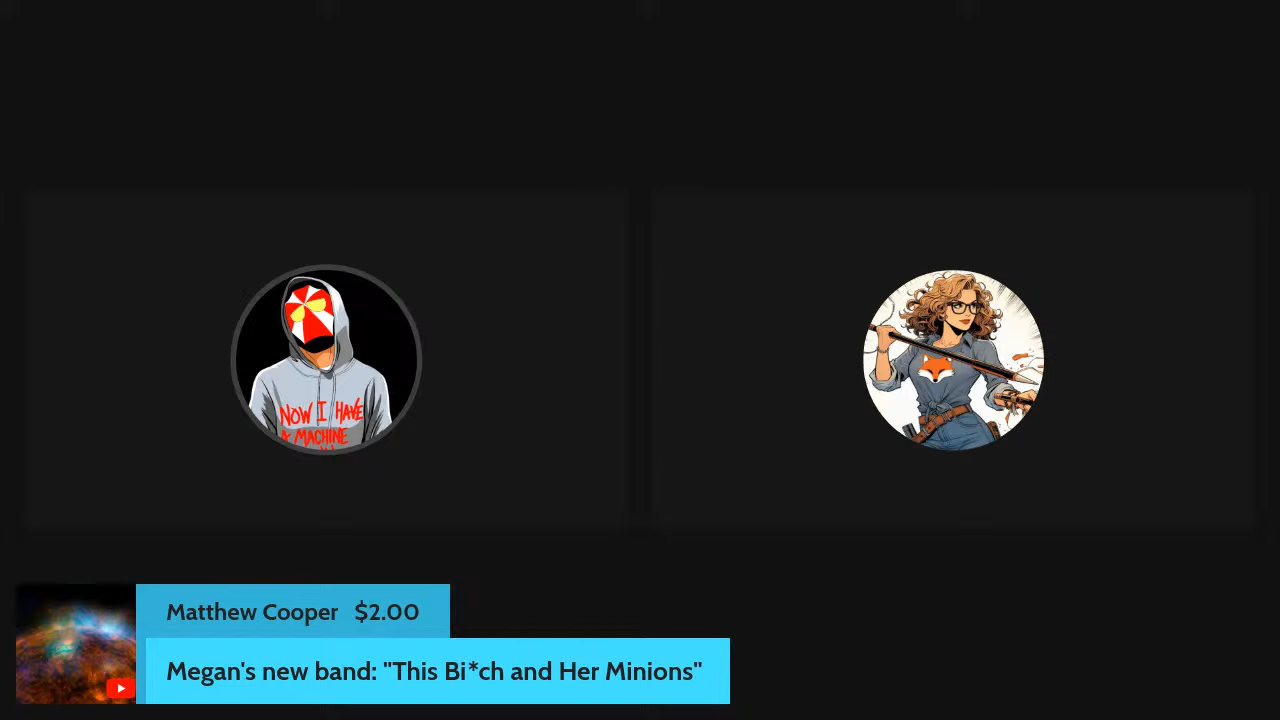 NOW I HAVE
A MACHINE
Matthew Cooper $2.00
Megan's new band: "This Bi*ch and Her Minions"